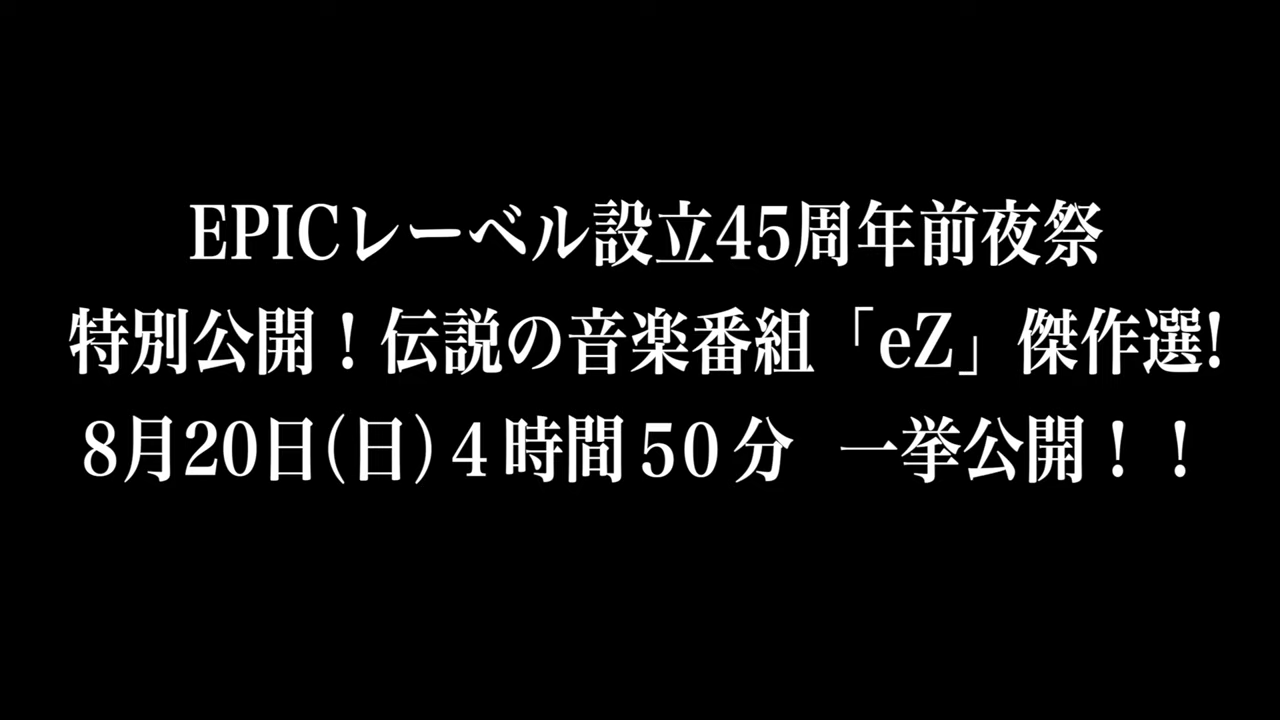 EPICレーベル設立45周年前夜祭
特別公開！伝説の音楽番組「eZ」傑作選!
8月20日(日)４時間５０分　一挙公開！！